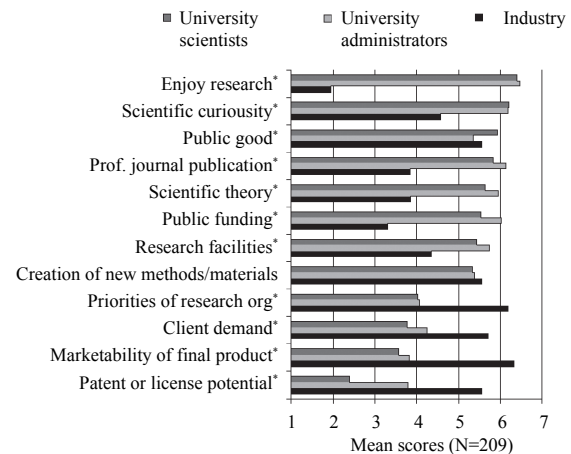 University scientists
University administrators
Industry
Enjoy research*
Scientific curiousity*
Public good*
Prof. journal publication*
Scientific theory*
Public funding*
Research facilities*
Creation of new methods/materials
Priorities of research org*
Client demand*
Marketability of final product*
Patent or license potential*
1 2 3 4 5 6 7
Mean scores (N=209)